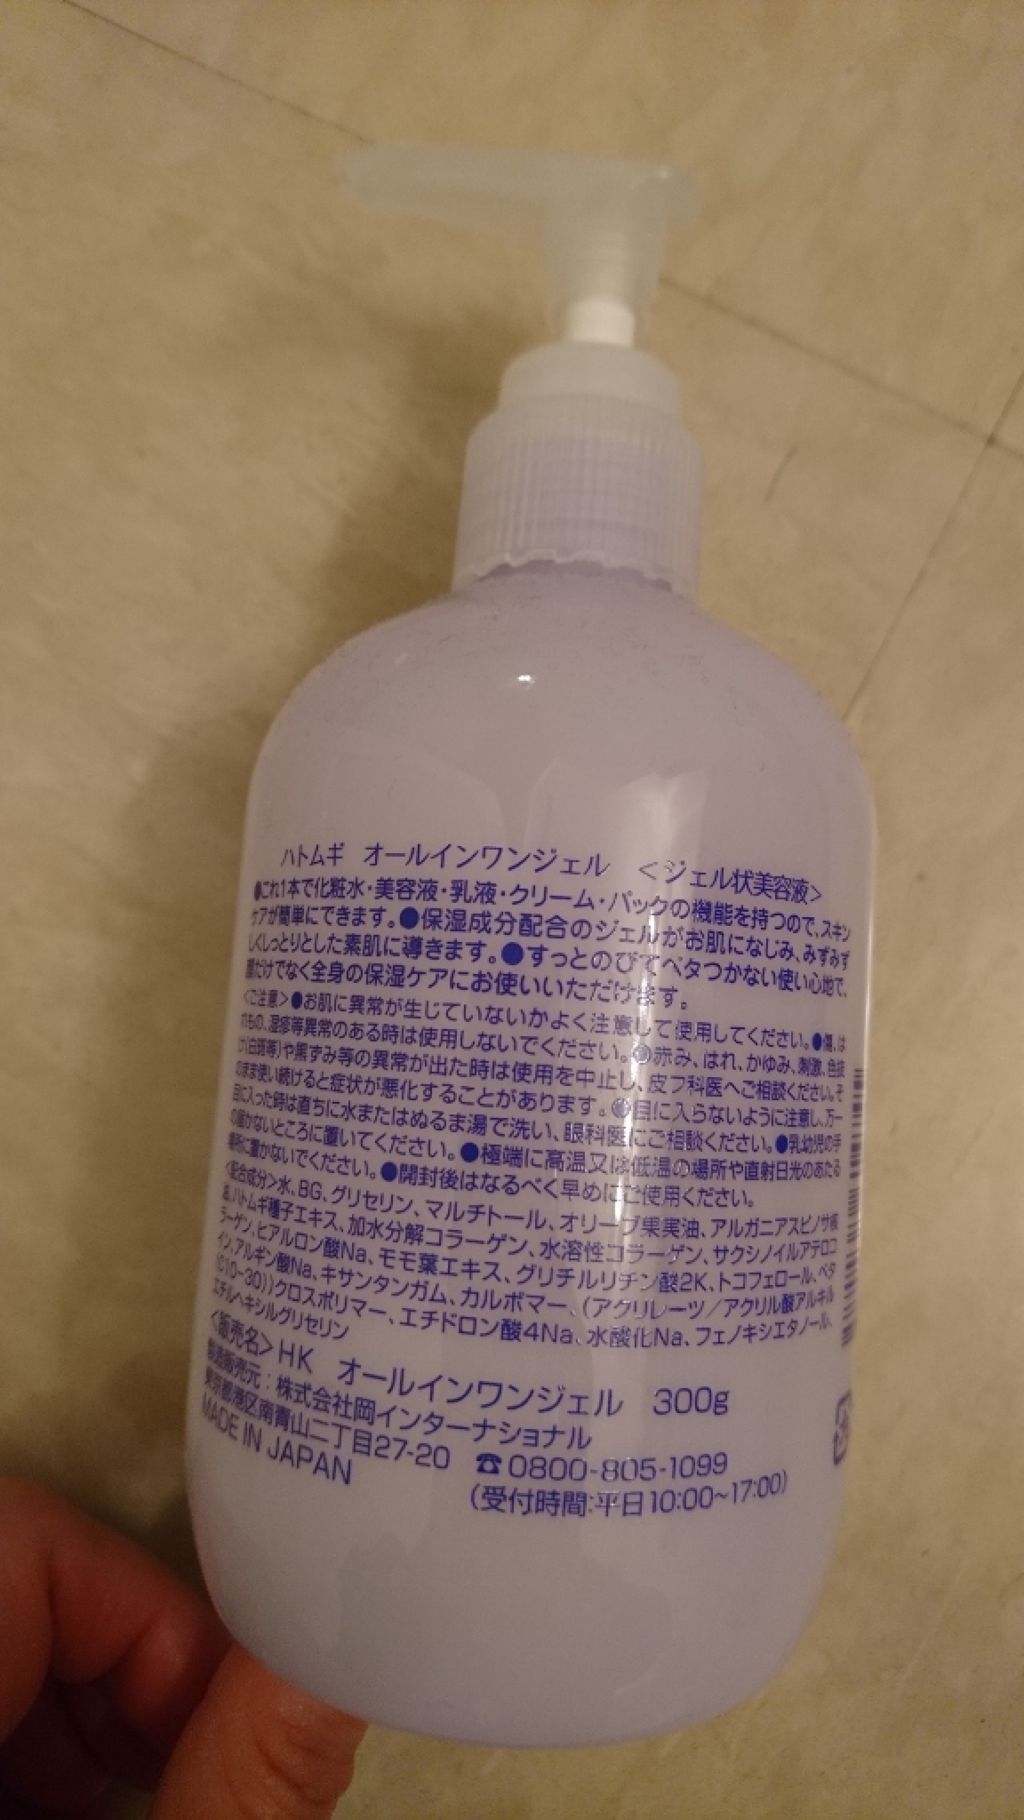 ハトムギ オールインワンジェル <ジェル状美容液>
●これ1本で化粧水・美容液・乳液・クリーム・パックの機能を持つので、スキン
ケアが簡単にできます。●保湿成分配合のジェルがお肌になじみ、みずみず
しくしっとりとした素肌に導きます。●すっとのびてベタつかない使い心地で、
顔だけでなく全身の保湿ケアにお使いいただけます。
<ご注意>●お肌に異常が生じていないかよく注意して使用してください。●傷、は
れもの、湿疹等異常のある時は使用しないでください。●赤み、はれ、かゆみ、刺激、色抜
け(白斑等)や黒ずみ等の異常が出た時は使用を中止し、皮フ科医へご相談ください。そ
のまま使い続けると症状が悪化することがあります。●目に入らないように注意し、万一
目に入った時は直ちに水またはぬるま湯で洗い、眼科医にご相談ください。●乳幼児の手
の届かないところに置いてください。●極端に高温又は低温の場所や直射日光のあたる
場所に置かないでください。●開封後はなるべく早めにご使用ください。
<配合成分>水、BG、グリセリン、マルチトール、オリーブ果実油、アルガニアスピノサ核
油、ハトムギ種子エキス、加水分解コラーゲン、水溶性コラーゲン、サクシノイルアテロコ
ラーゲン、ヒアルロン酸Na、モモ葉エキス、グリチルリチン酸2K、トコフェロール、ベタ
イン、アルギン酸Na、キサンタンガム、カルボマー、(アクリレーツ/アクリル酸アルキル
(C10~30))クロスポリマー、エチドロン酸4Na、水酸化Na、フェノキシエタノール、
エチルヘキシルグリセリン
<販売名>HK オールインワンジェル 300g
製造販売元:株式会社岡インターナショナル
東京都港区南青山二丁目27-20 ☎0800-805-1099
MADE IN JAPAN (受付時間:平日10:00~17:00)